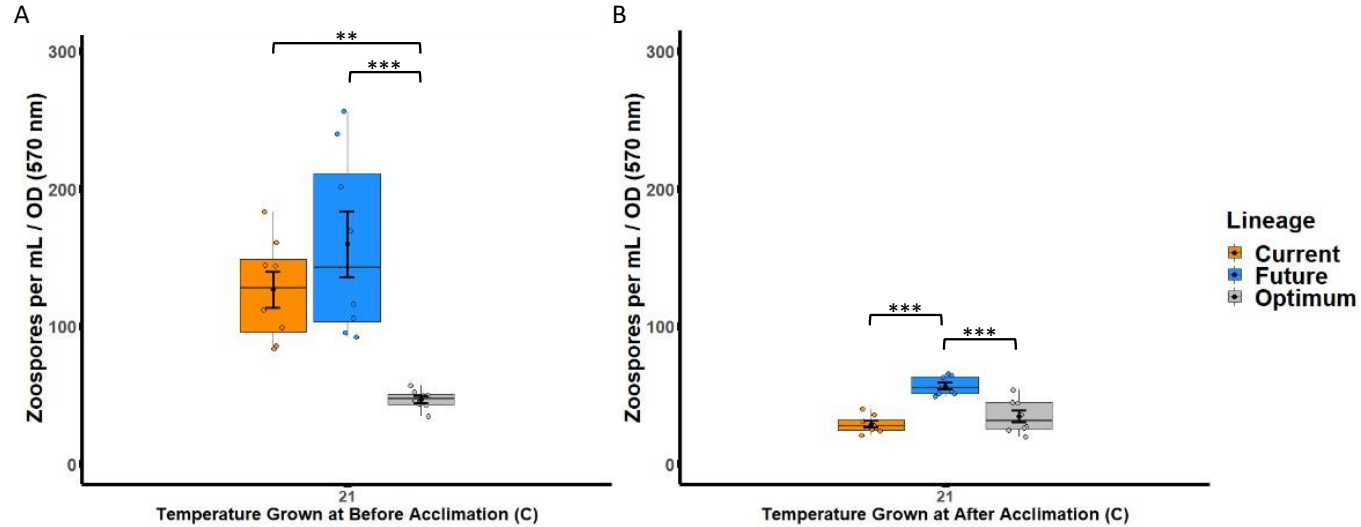 A
300
200
100
0
Zoospores per mL / OD (570 nm)
**
***
21
Temperature Grown at Before Acclimation (C)
B
300
200
100
0
Zoospores per mL / OD (570 nm)
***
***
21
Temperature Grown at After Acclimation (C)
Lineage
Current
Future
Optimum